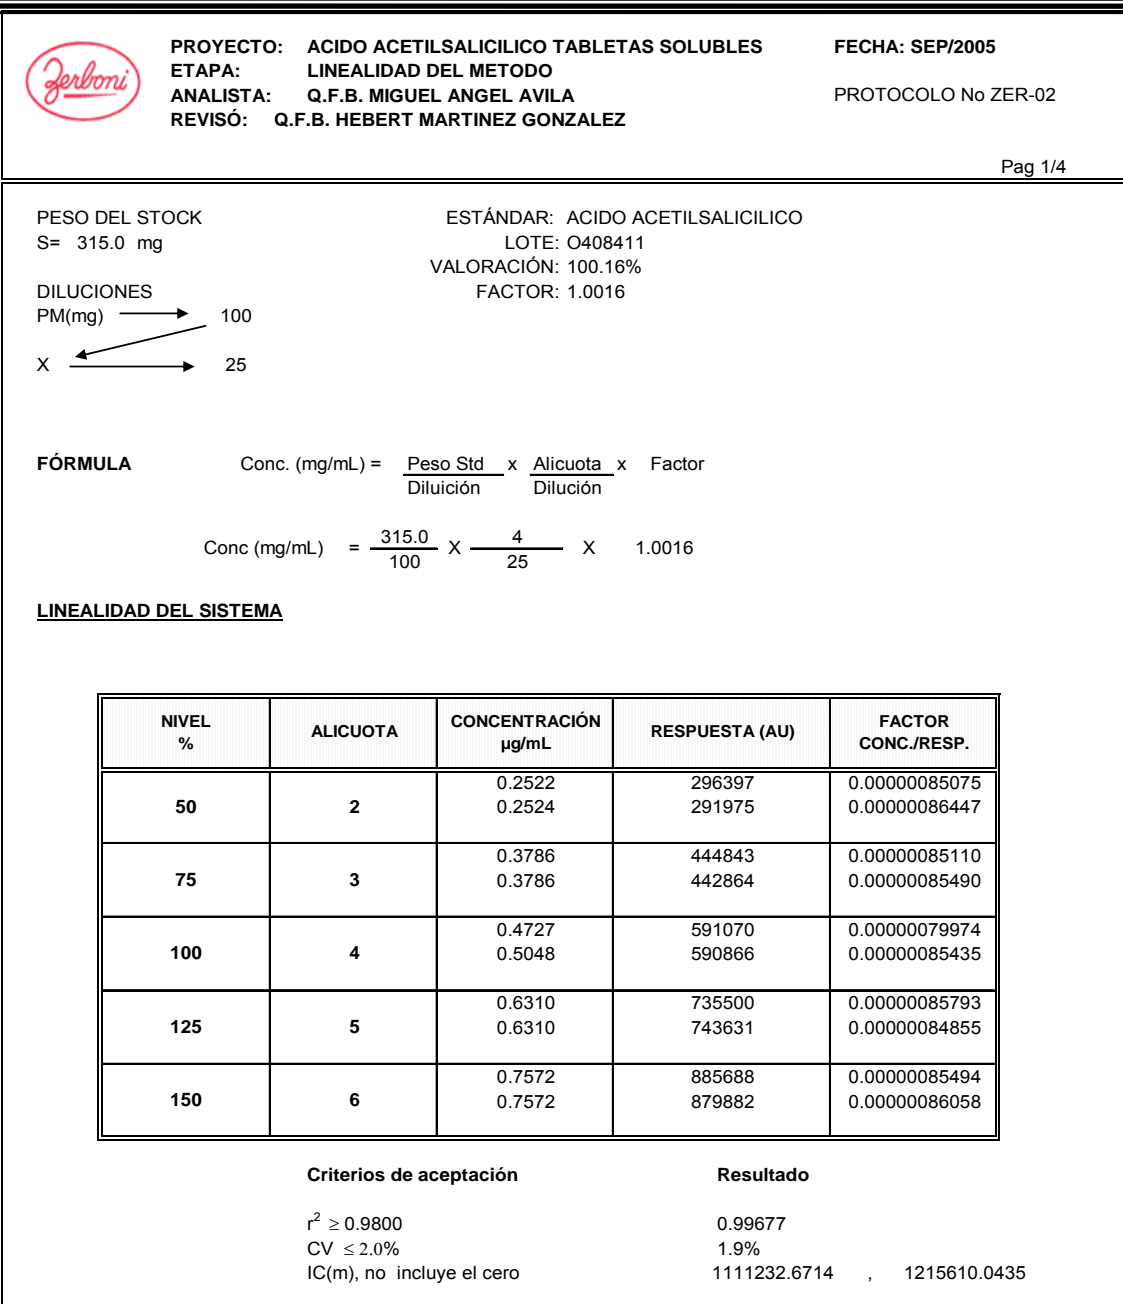 Zerboni
PROYECTO: ACIDO ACETILSALICILICO TABLETAS SOLUBLES FECHA: SEP/2005
ETAPA: LINEALIDAD DEL METODO
ANALISTA: Q.F.B. MIGUEL ANGEL AVILA PROTOCOLO No ZER-02
REVISÓ: Q.F.B. HEBERT MARTINEZ GONZALEZ
Pag 1/4
PESO DEL STOCK ESTÁNDAR: ACIDO ACETILSALICILICO
S= 315.0 mg LOTE: O408411
VALORACIÓN: 100.16%
DILUCIONES FACTOR: 1.0016
PM(mg) 100
X 25
FÓRMULA Conc. (mg/mL) = Peso Std x Alicuota x Factor
Diluición Dilución
Conc (mg/mL) = 315.0 X 4 X 1.0016
100 25
LINEALIDAD DEL SISTEMA
NIVEL % ALICUOTA CONCENTRACIÓN µg/mL RESPUESTA (AU) FACTOR CONC./RESP.
0.2522 296397 0.00000085075
50 2 0.2524 291975 0.00000086447
0.3786 444843 0.00000085110
75 3 0.3786 442864 0.00000085490
0.4727 591070 0.00000079974
100 4 0.5048 590866 0.00000085435
0.6310 735500 0.00000085793
125 5 0.6310 743631 0.00000084855
0.7572 885688 0.00000085494
150 6 0.7572 879882 0.00000086058
Criterios de aceptación Resultado
r² ≥ 0.9800 0.99677
CV ≤ 2.0% 1.9%
IC(m), no incluye el cero 1111232.6714 , 1215610.0435